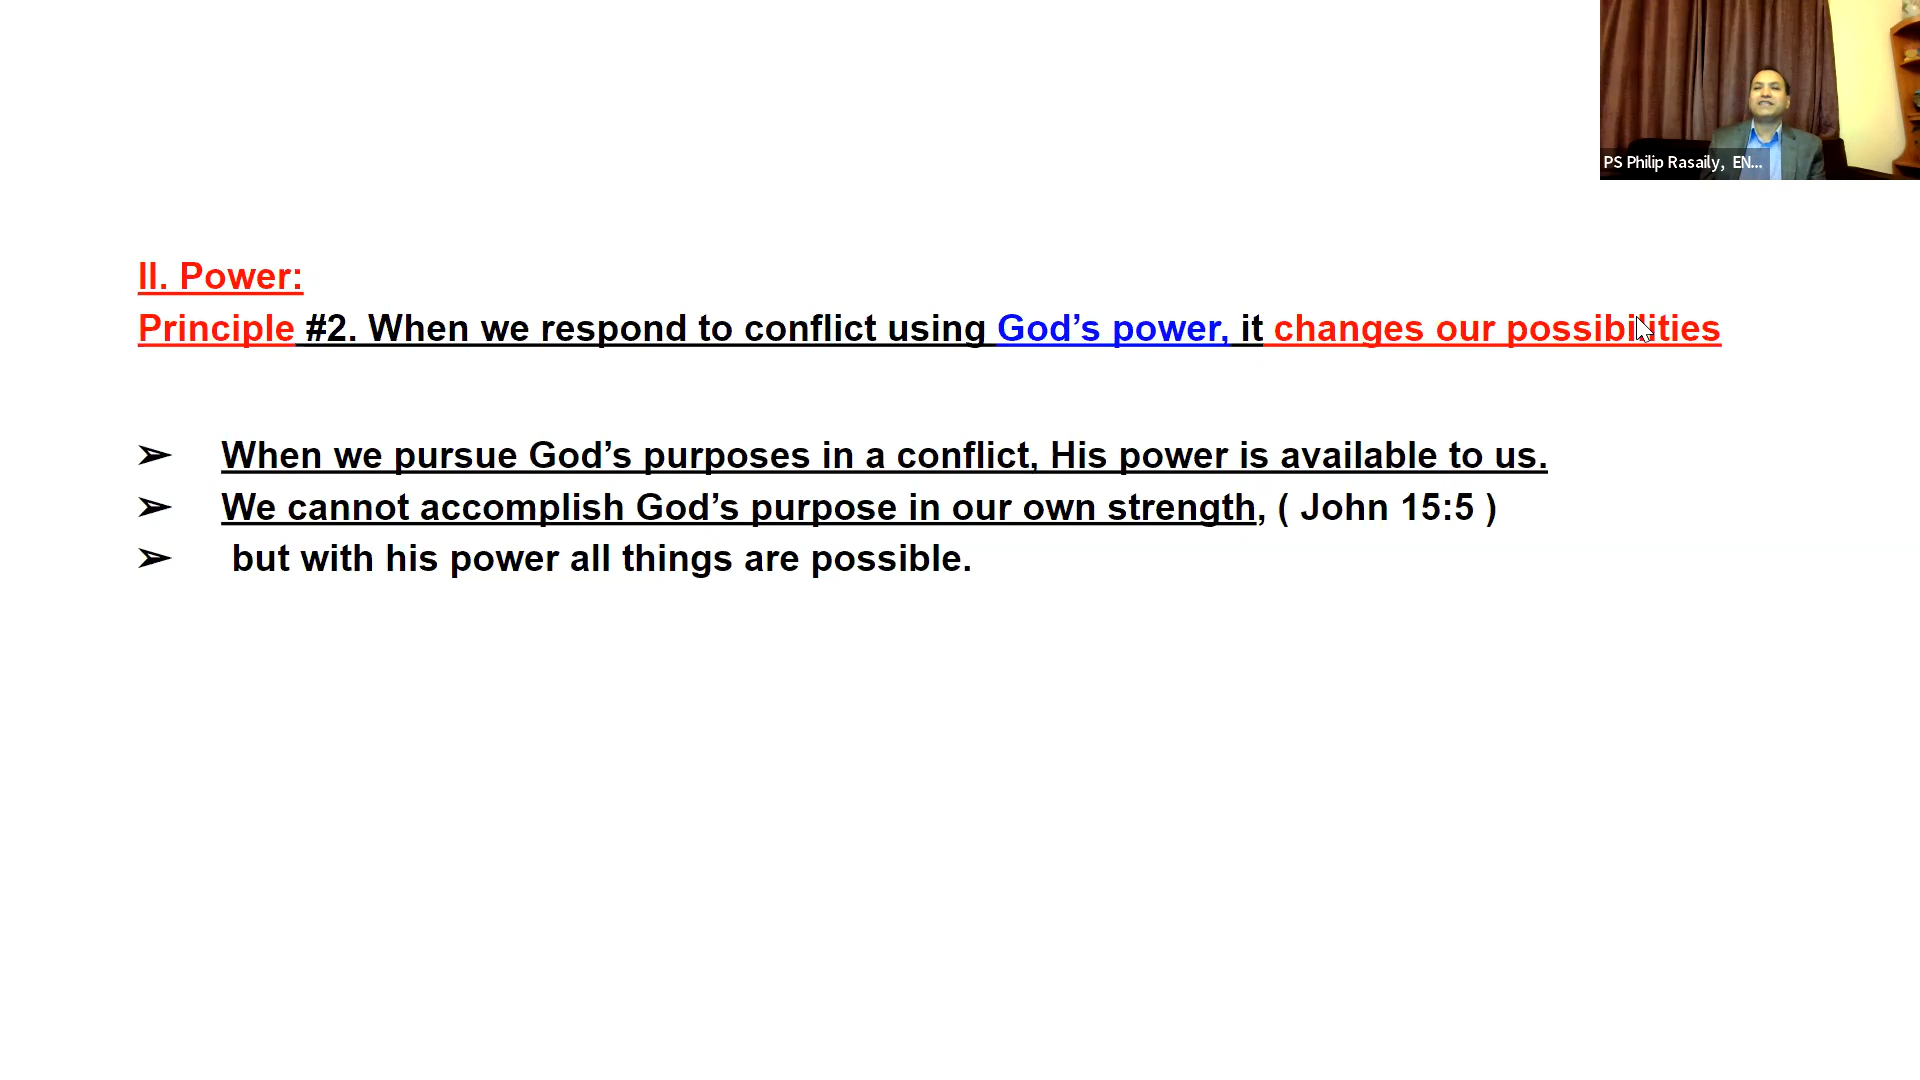 PS Philip Rasaily, EN...
II. Power:
Principle #2. When we respond to conflict using God’s power, it changes our possibilities
➢ When we pursue God’s purposes in a conflict, His power is available to us.
➢ We cannot accomplish God’s purpose in our own strength, ( John 15:5 )
➢ but with his power all things are possible.